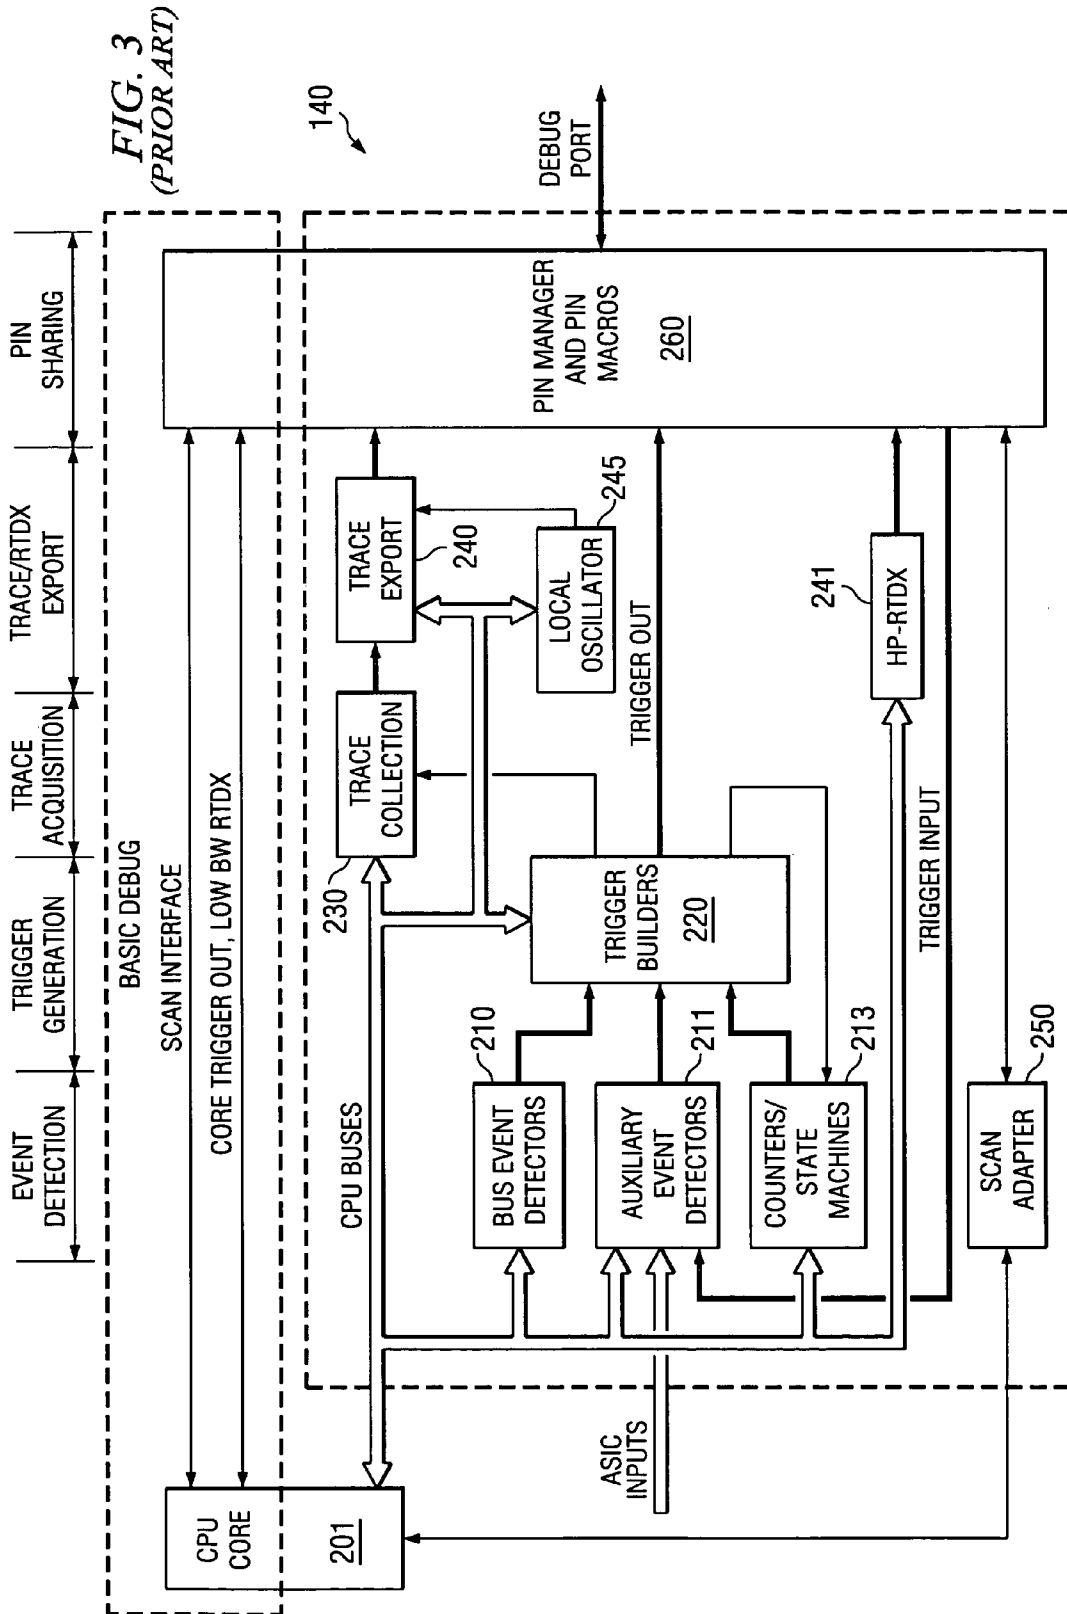 FIG. 3
(PRIOR ART)
EVENT
DETECTION
TRIGGER
GENERATION
TRACE
ACQUISITION
TRACE/RTDX
EXPORT
PIN
SHARING
BASIC DEBUG
SCAN INTERFACE
CORE TRIGGER OUT, LOW BW RTDX
CPU
CORE
201
CPU BUSES
140
230
TRACE
COLLECTION
TRACE
EXPORT
240
LOCAL
OSCILLATOR
245
BUS EVENT
DETECTORS
210
TRIGGER
BUILDERS
220
TRIGGER OUT
PIN MANAGER
AND PIN
MACROS
260
DEBUG
PORT
ASIC
INPUTS
AUXILIARY
EVENT
DETECTORS
211
COUNTERS/
STATE
MACHINES
213
241
HP-RTDX
TRIGGER INPUT
SCAN
ADAPTER
250